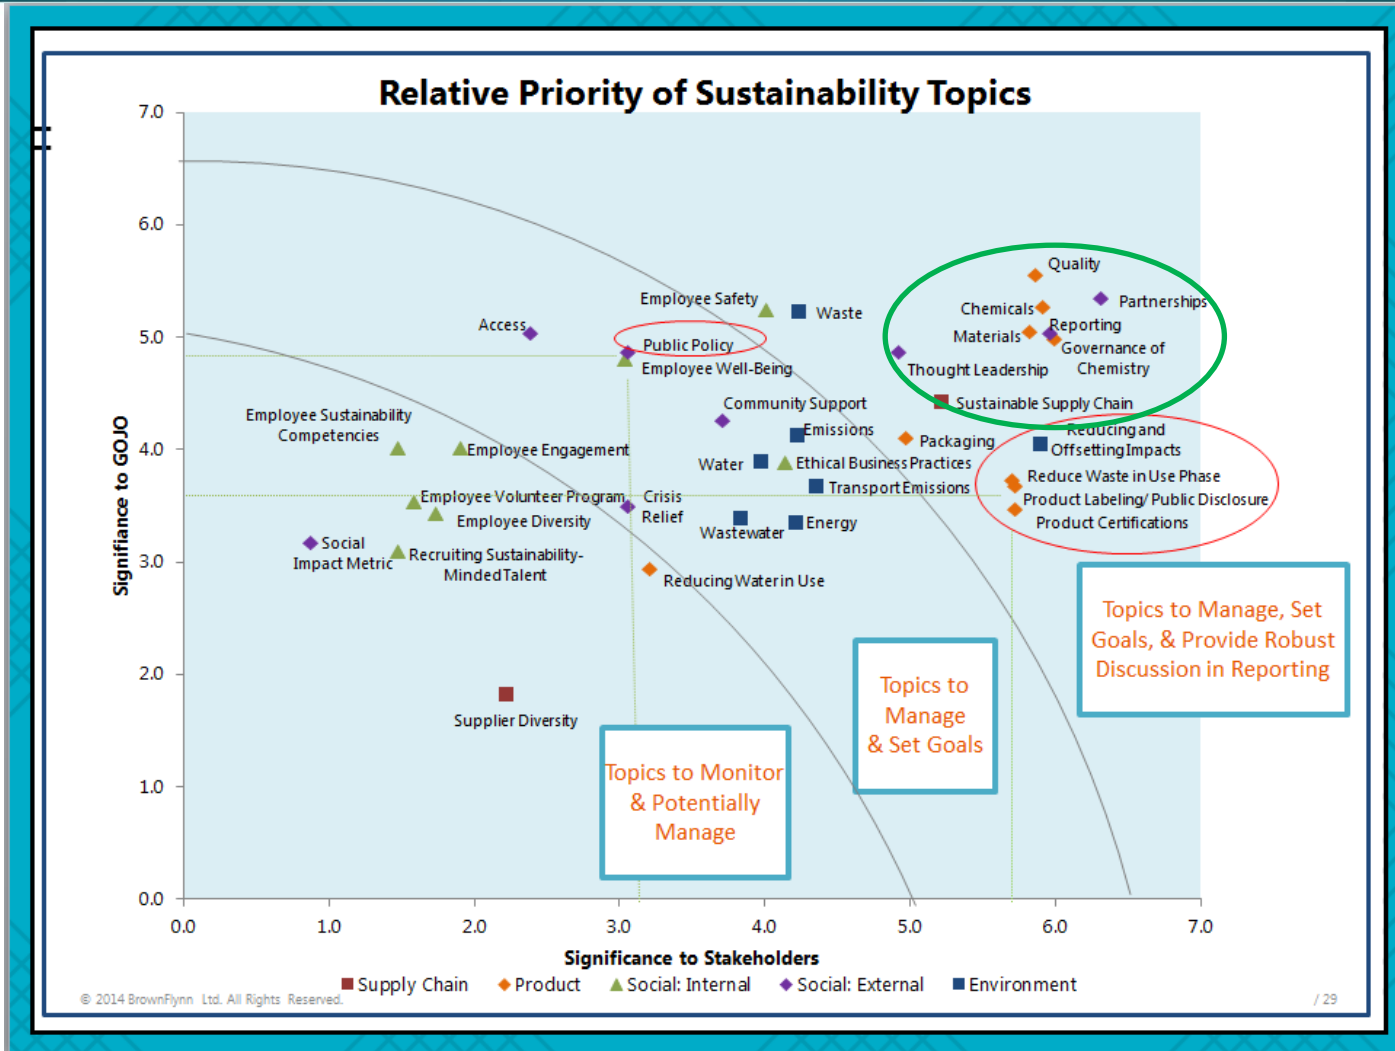 Relative Priority of Sustainability Topics
7.0
6.0
5.0
4.0
3.0
2.0
1.0
0.0
Signifiance to GOJO
Quality
Partnerships
Chemicals
Reporting
Materials
Governance of
Chemistry
Thought Leadership
Sustainable Supply Chain
Employee Safety
Waste
Access
Public Policy
Employee Well-Being
Community Support
Emissions
Packaging
Reducing and
Offsetting Impacts
Employee Sustainability
Competencies
Employee Engagement
Water
Ethical Business Practices
Transport Emissions
Reduce Waste in Use Phase
Product Labeling/ Public Disclosure
Product Certifications
Employee Volunteer Program
Crisis
Relief
Employee Diversity
Wastewater
Energy
Social
Impact Metric
Recruiting Sustainability-
Minded Talent
Reducing Water in Use
Supplier Diversity
Topics to Monitor
& Potentially
Manage
Topics to
Manage
& Set Goals
Topics to Manage, Set
Goals, & Provide Robust
Discussion in Reporting
0.0 1.0 2.0 3.0 4.0 5.0 6.0 7.0
Significance to Stakeholders
Supply Chain Product Social: Internal Social: External Environment
© 2014 BrownFlynn Ltd. All Rights Reserved.
/ 29